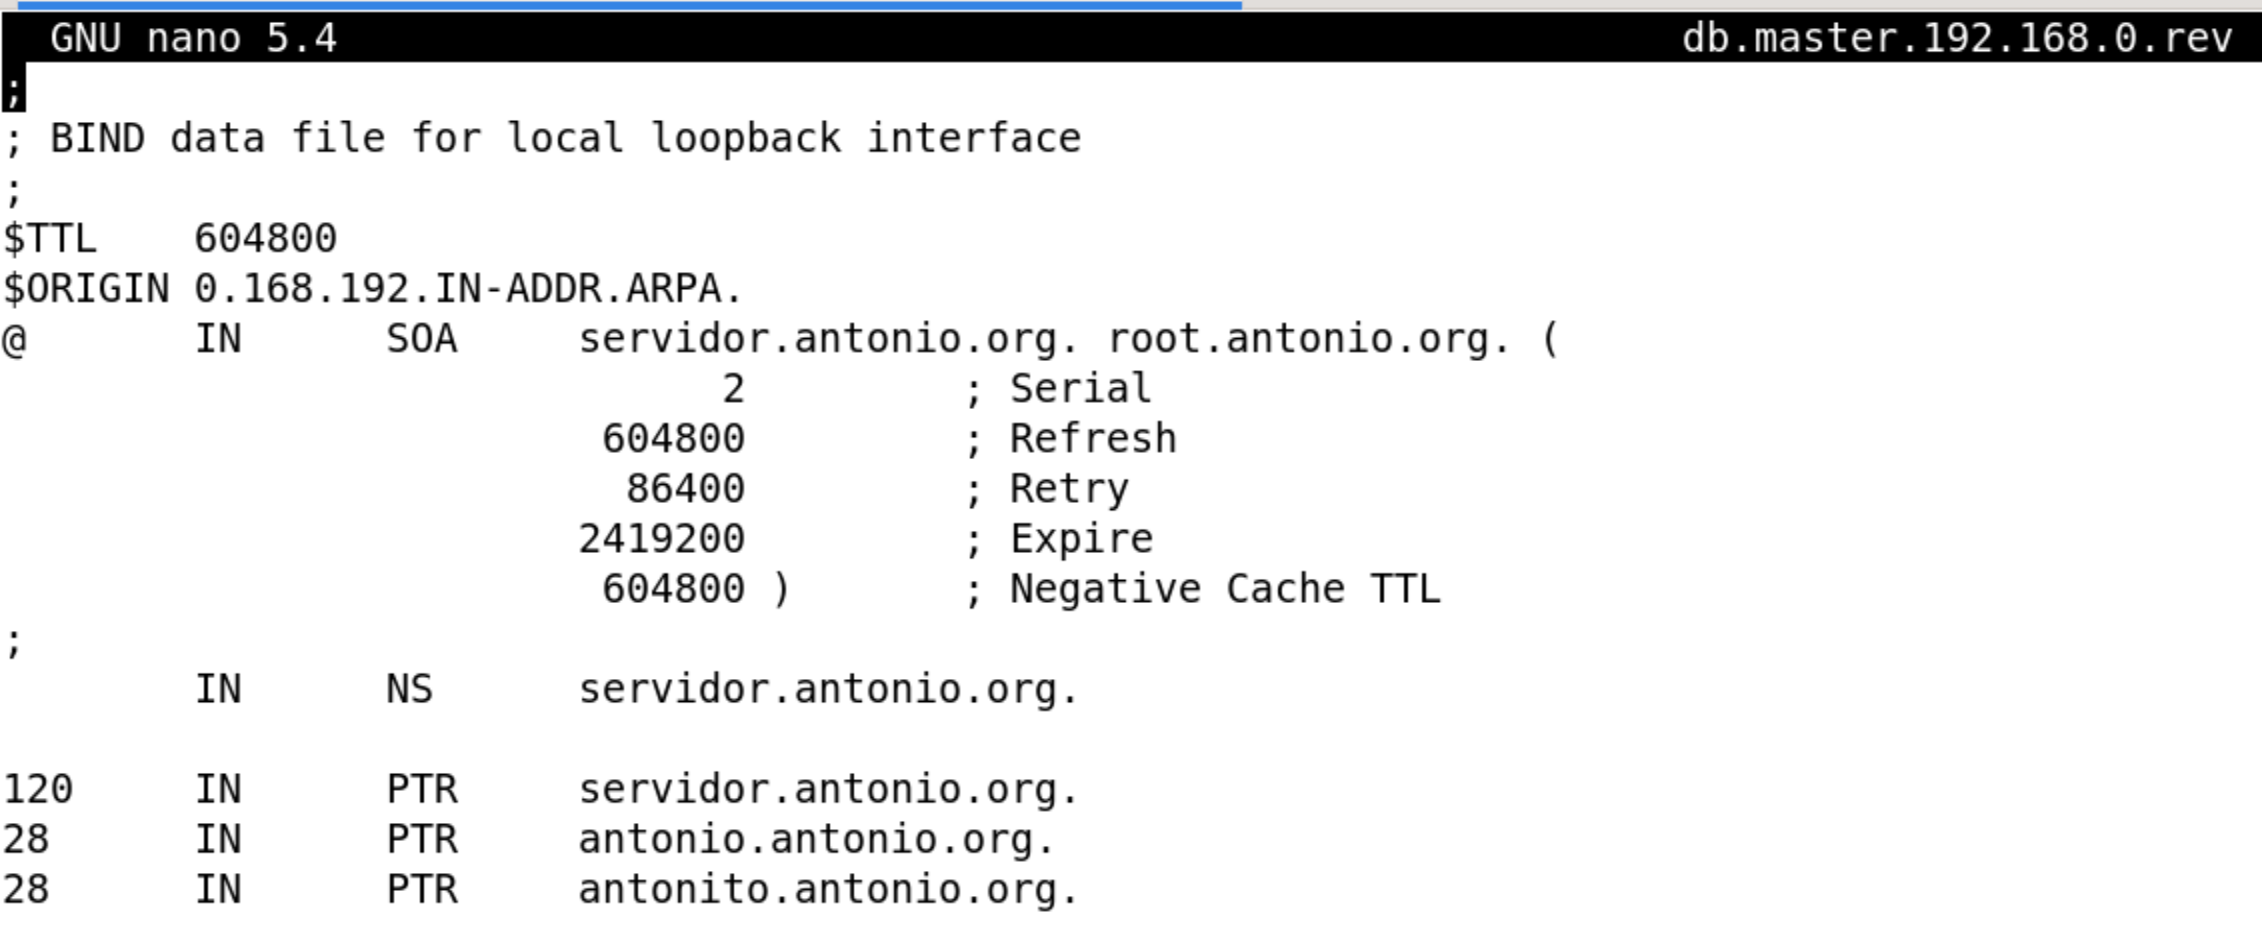 GNU nano 5.4 db.master.192.168.0.rev
;
; BIND data file for local loopback interface
;
$TTL    604800
$ORIGIN 0.168.192.IN-ADDR.ARPA.
@       IN      SOA     servidor.antonio.org. root.antonio.org. (
                              2         ; Serial
                         604800         ; Refresh
                          86400         ; Retry
                        2419200         ; Expire
                         604800 )       ; Negative Cache TTL
;
        IN      NS      servidor.antonio.org.

120     IN      PTR     servidor.antonio.org.
28      IN      PTR     antonio.antonio.org.
28      IN      PTR     antonito.antonio.org.